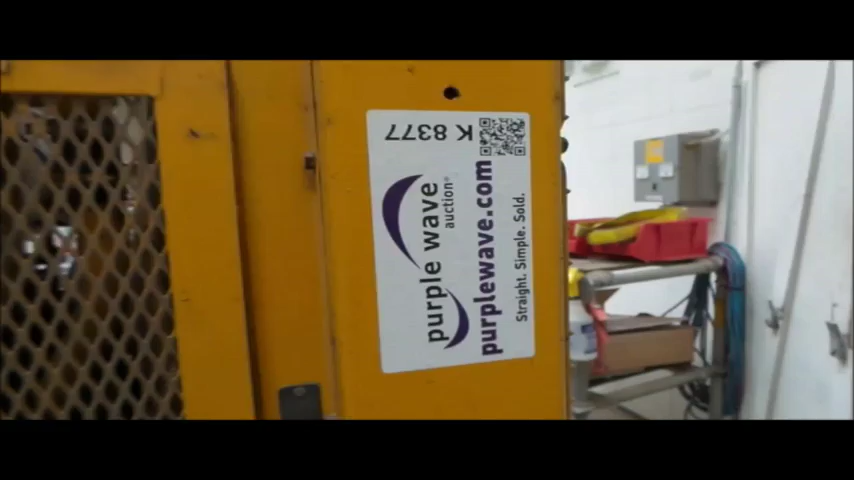 K 8377
purple wave
auction®
purplewave.com
Straight. Simple. Sold.